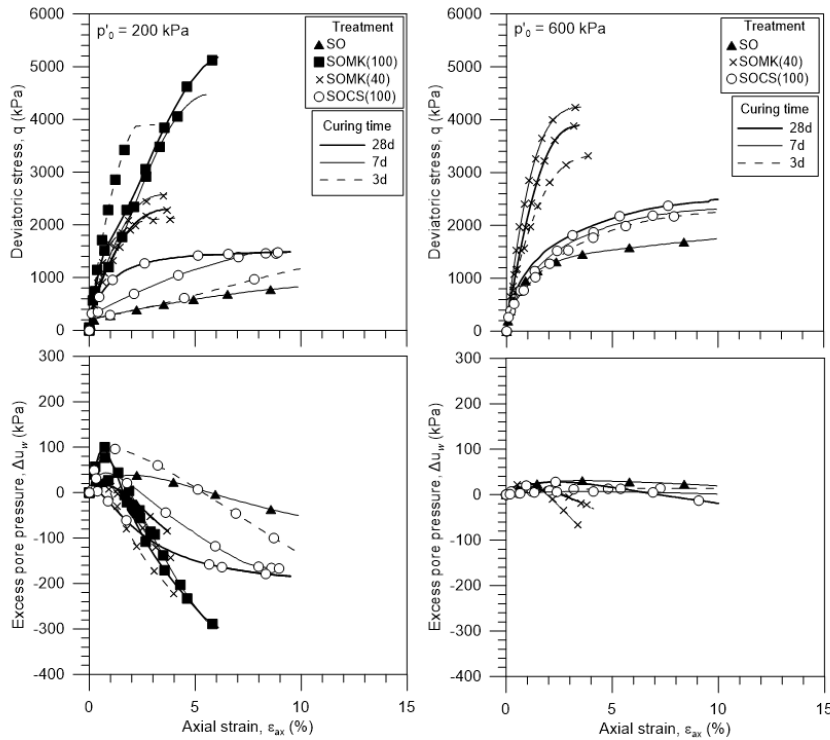 p'₀ = 200 kPa
Treatment
SO
SOMK(100)
SOMK(40)
SOCS(100)
Curing time
28d
7d
3d
Deviatoric stress, q (kPa)
6000
5000
4000
3000
2000
1000
0
p'₀ = 600 kPa
Treatment
SO
SOMK(40)
SOCS(100)
Curing time
28d
7d
3d
Deviatoric stress, q (kPa)
6000
5000
4000
3000
2000
1000
0
Excess pore pressure, Δu_w (kPa)
300
200
100
0
-100
-200
-300
-400
0
5
10
15
Axial strain, ε_ax (%)
Excess pore pressure, Δu_w (kPa)
300
200
100
0
-100
-200
-300
-400
0
5
10
15
Axial strain, ε_ax (%)